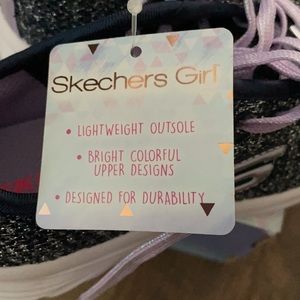 Skechers Girl
• LIGHTWEIGHT OUTSOLE
• BRIGHT COLORFUL
UPPER DESIGNS
• DESIGNED FOR DURABILITY